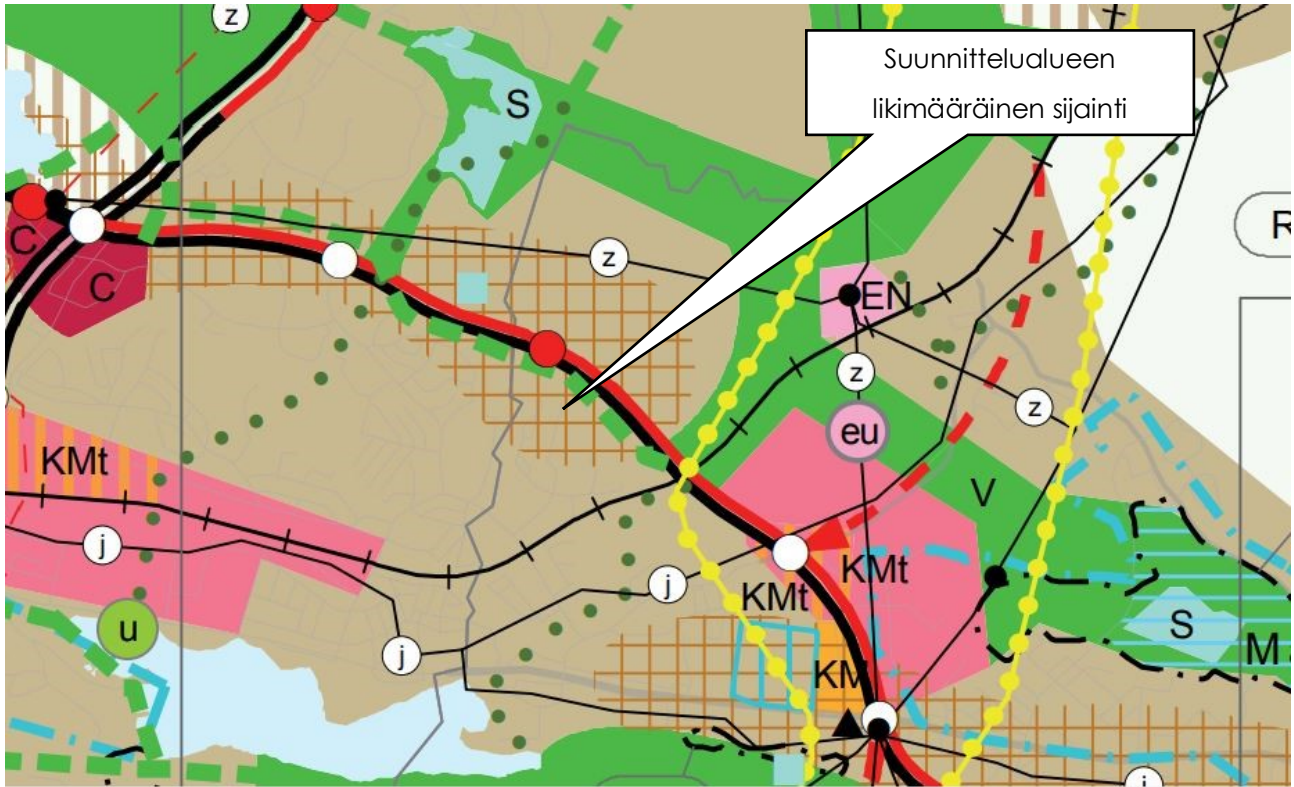 z
Suunnittelualueen
likimääräinen sijainti
S
R
C
C
z
EN
z
z
eu
KMt
V
j
KMt
j
KMt
u
S
j
KM
M
j